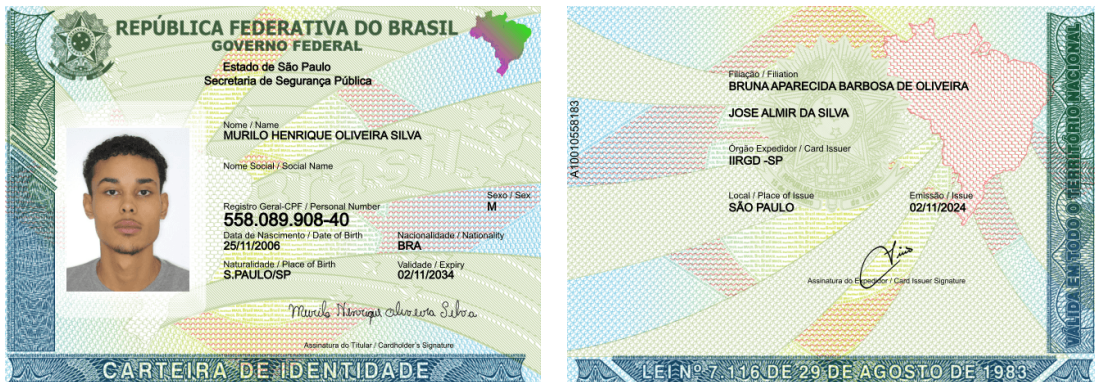 REPÚBLICA FEDERATIVA DO BRASIL
GOVERNO FEDERAL
Estado de São Paulo
Secretaria de Segurança Pública
Nome / Name
MURILO HENRIQUE OLIVEIRA SILVA
Nome Social / Social Name
Registro Geral-CPF / Personal Number
558.089.908-40
Sexo / Sex
M
Data de Nascimento / Date of Birth
25/11/2006
Nacionalidade / Nationality
BRA
Naturalidade / Place of Birth
S.PAULO/SP
Validade / Expiry
02/11/2034
Murilo Henrique Oliveira Silva
Assinatura do Titular / Cardholder's Signature
CARTEIRA DE IDENTIDADE
Brasil
A10010558183
Filiação / Filiation
BRUNA APARECIDA BARBOSA DE OLIVEIRA
JOSE ALMIR DA SILVA
Órgão Expedidor / Card Issuer
IIRGD -SP
Local / Place of Issue
SÃO PAULO
Emissão / Issue
02/11/2024
Assinatura do Expedidor / Card Issuer Signature
VALIDA EM TODO O TERRITÓRIO NACIONAL
LEI Nº 7.116 DE 29 DE AGOSTO DE 1983